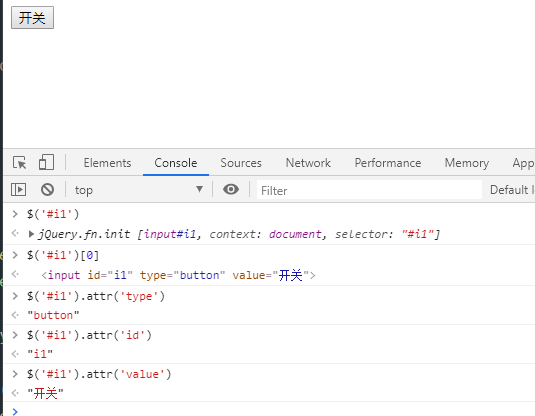 开关
Elements Console Sources Network Performance Memory App
top Filter Default l
$('#i1')
jQuery.fn.init [input#i1, context: document, selector: "#i1"]
$('#i1')[0]
<input id="i1" type="button" value="开关">
$('#i1').attr('type')
"button"
$('#i1').attr('id')
"i1"
$('#i1').attr('value')
"开关"